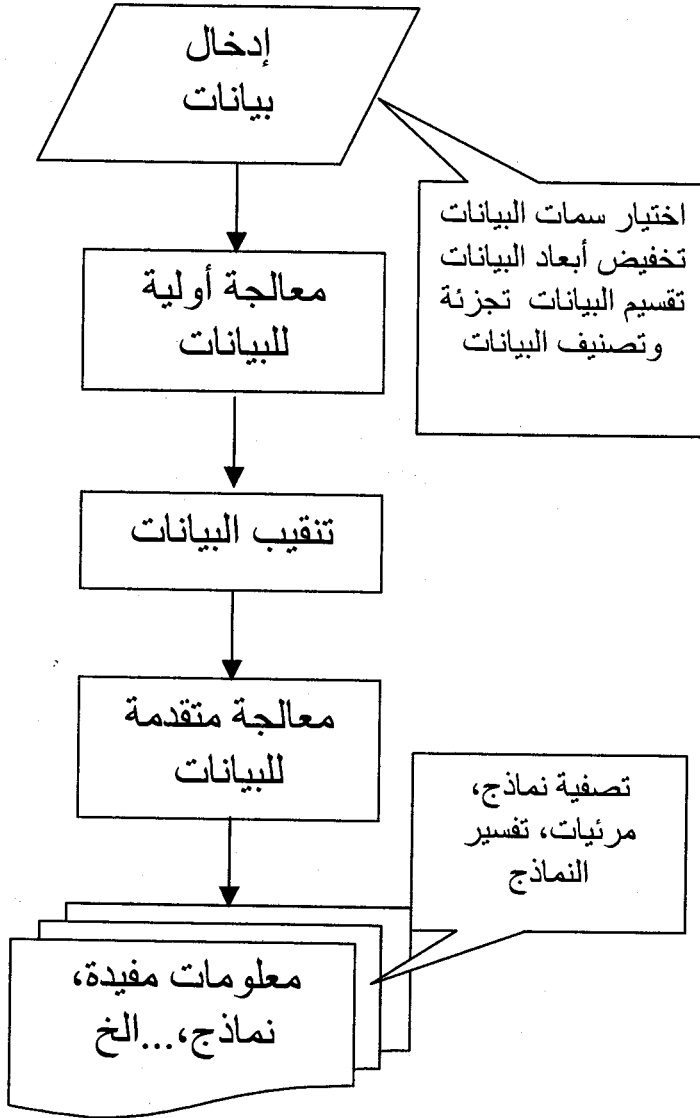 إدخال
بيانات
اختيار سمات البيانات
تخفيض أبعاد البيانات
تقسيم البيانات تجزئة
وتصنيف البيانات
معالجة أولية
للبيانات
تنقيب البيانات
معالجة متقدمة
للبيانات
تصفية نماذج،
مرئيات، تفسير
النماذج
معلومات مفيدة،
نماذج،...الخ